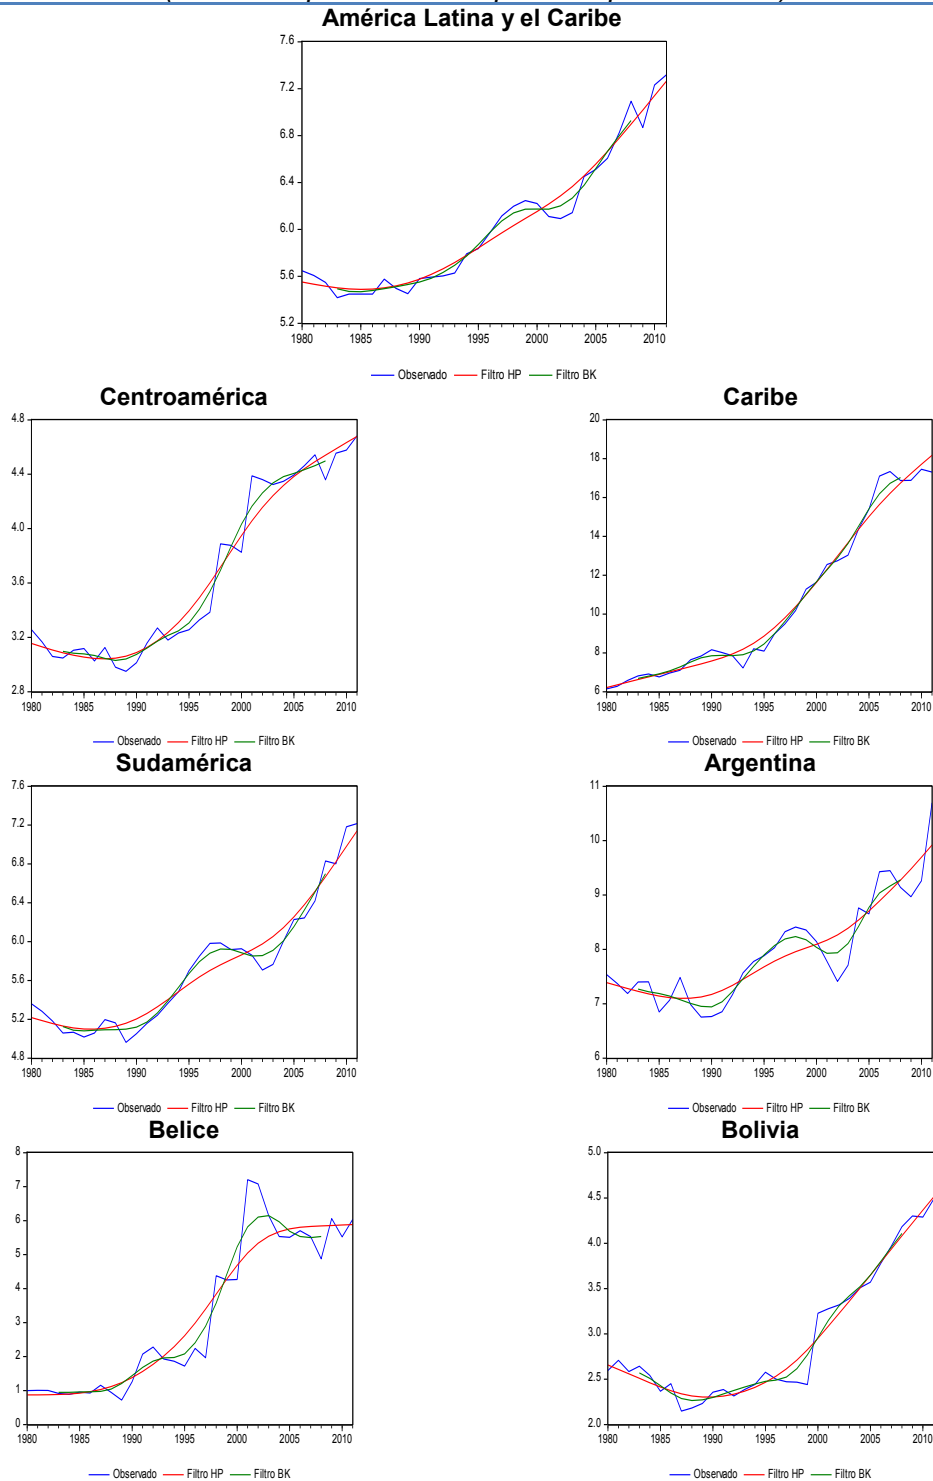 América Latina y el Caribe
7.6
7.2
6.8
6.4
6.0
5.6
5.2
1980 1985 1990 1995 2000 2005 2010
Observado Filtro HP Filtro BK
Centroamérica
4.8
4.4
4.0
3.6
3.2
2.8
1980 1985 1990 1995 2000 2005 2010
Observado Filtro HP Filtro BK
Caribe
20
18
16
14
12
10
8
6
1980 1985 1990 1995 2000 2005 2010
Observado Filtro HP Filtro BK
Sudamérica
7.6
7.2
6.8
6.4
6.0
5.6
5.2
4.8
1980 1985 1990 1995 2000 2005 2010
Observado Filtro HP Filtro BK
Argentina
11
10
9
8
7
6
1980 1985 1990 1995 2000 2005 2010
Observado Filtro HP Filtro BK
Belice
8
7
6
5
4
3
2
1
0
1980 1985 1990 1995 2000 2005 2010
Observado Filtro HP Filtro BK
Bolivia
5.0
4.5
4.0
3.5
3.0
2.5
2.0
1980 1985 1990 1995 2000 2005 2010
Observado Filtro HP Filtro BK